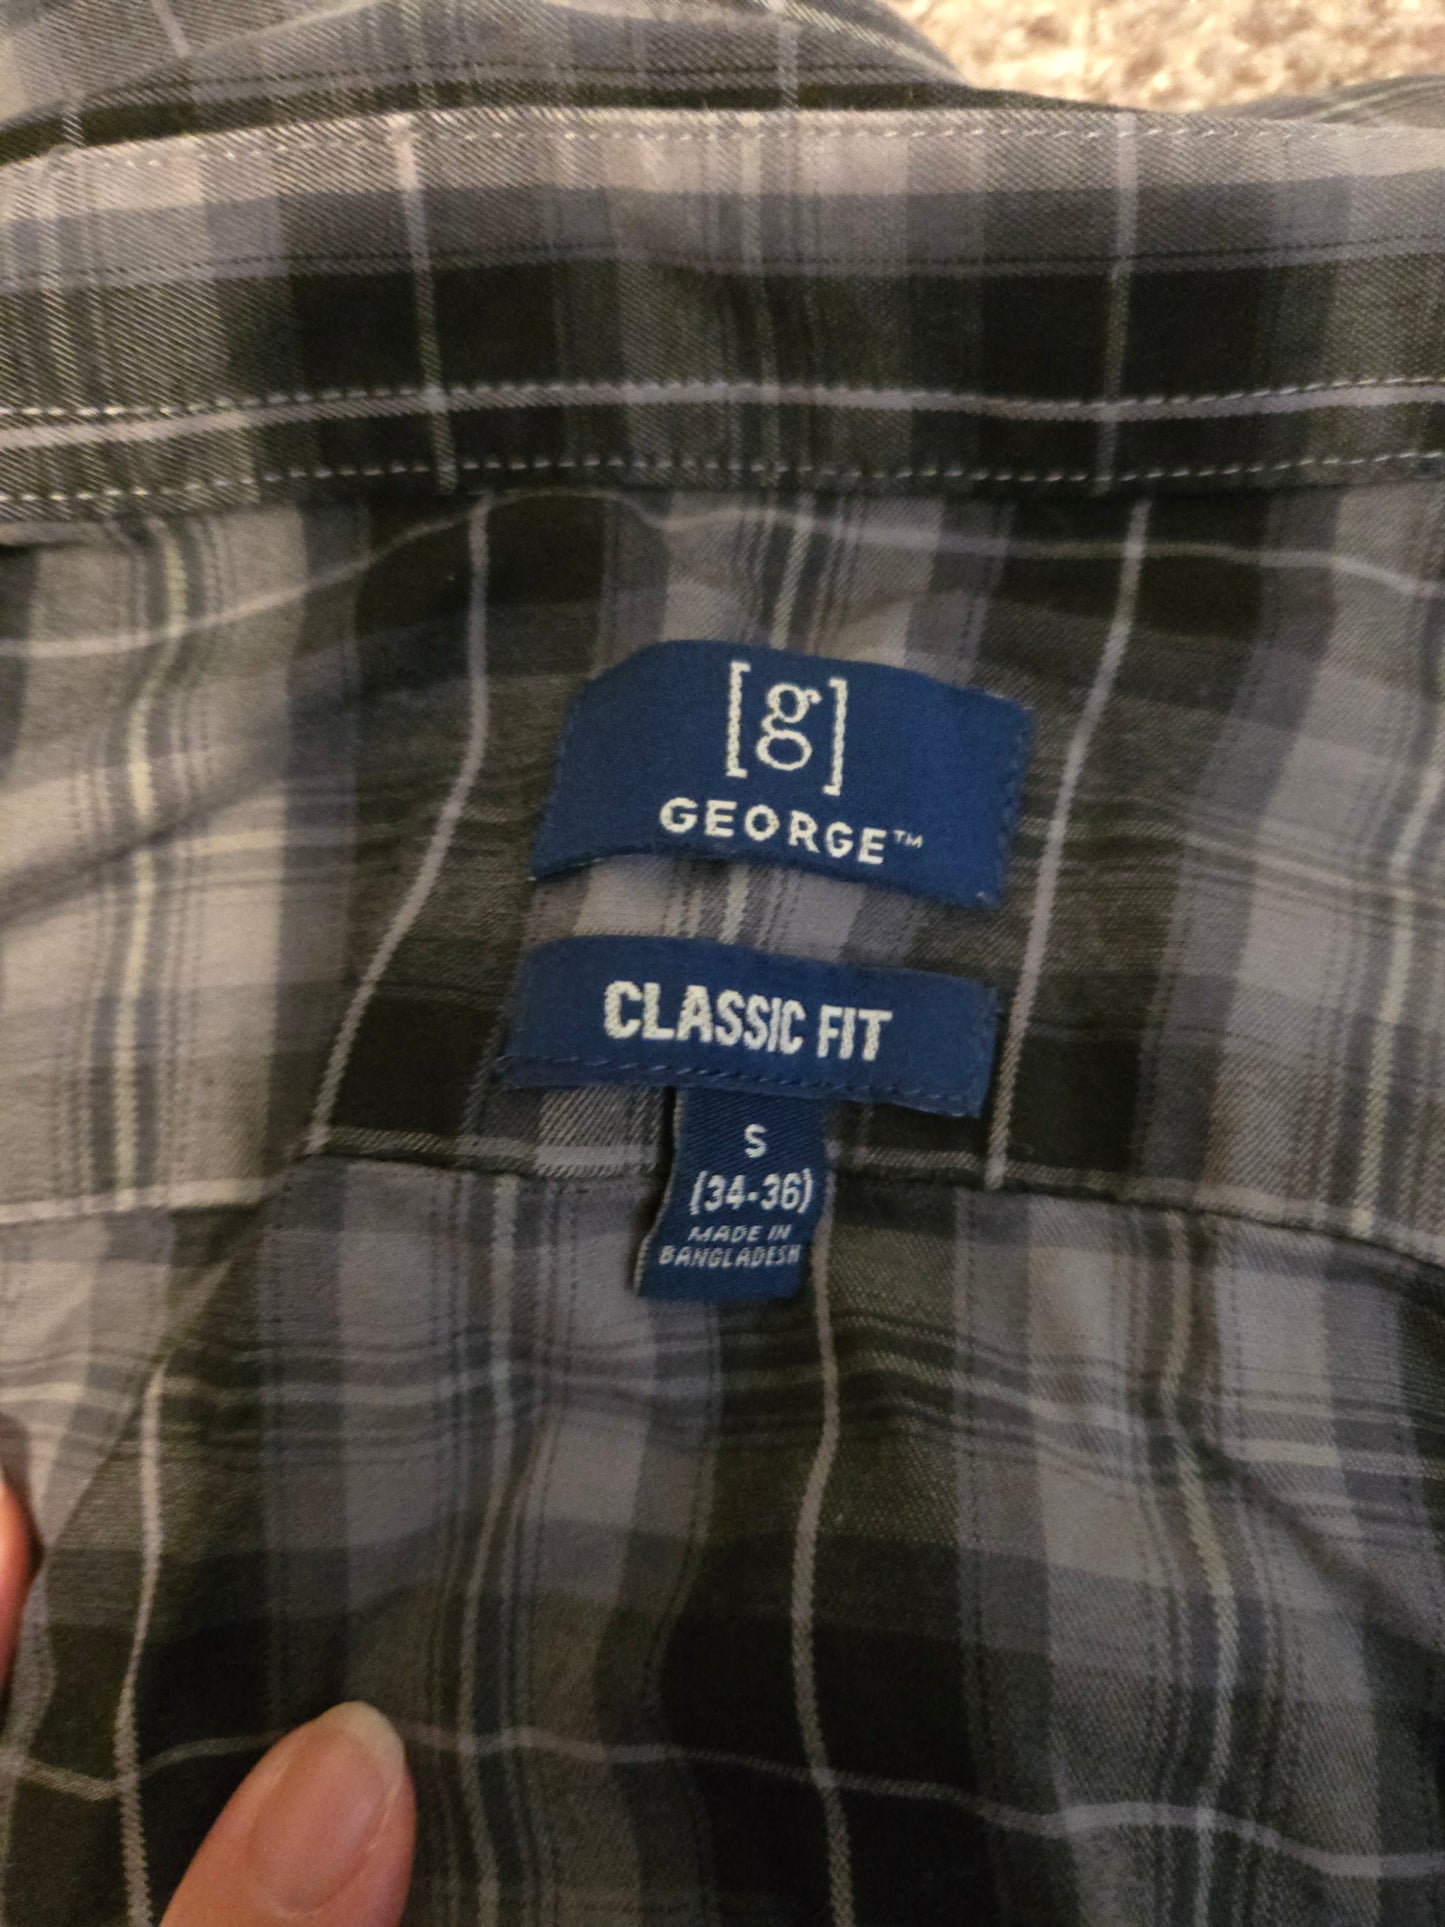 [g]
GEORGE™
CLASSIC FIT
S
(34-36)
MADE IN
BANGLADESH